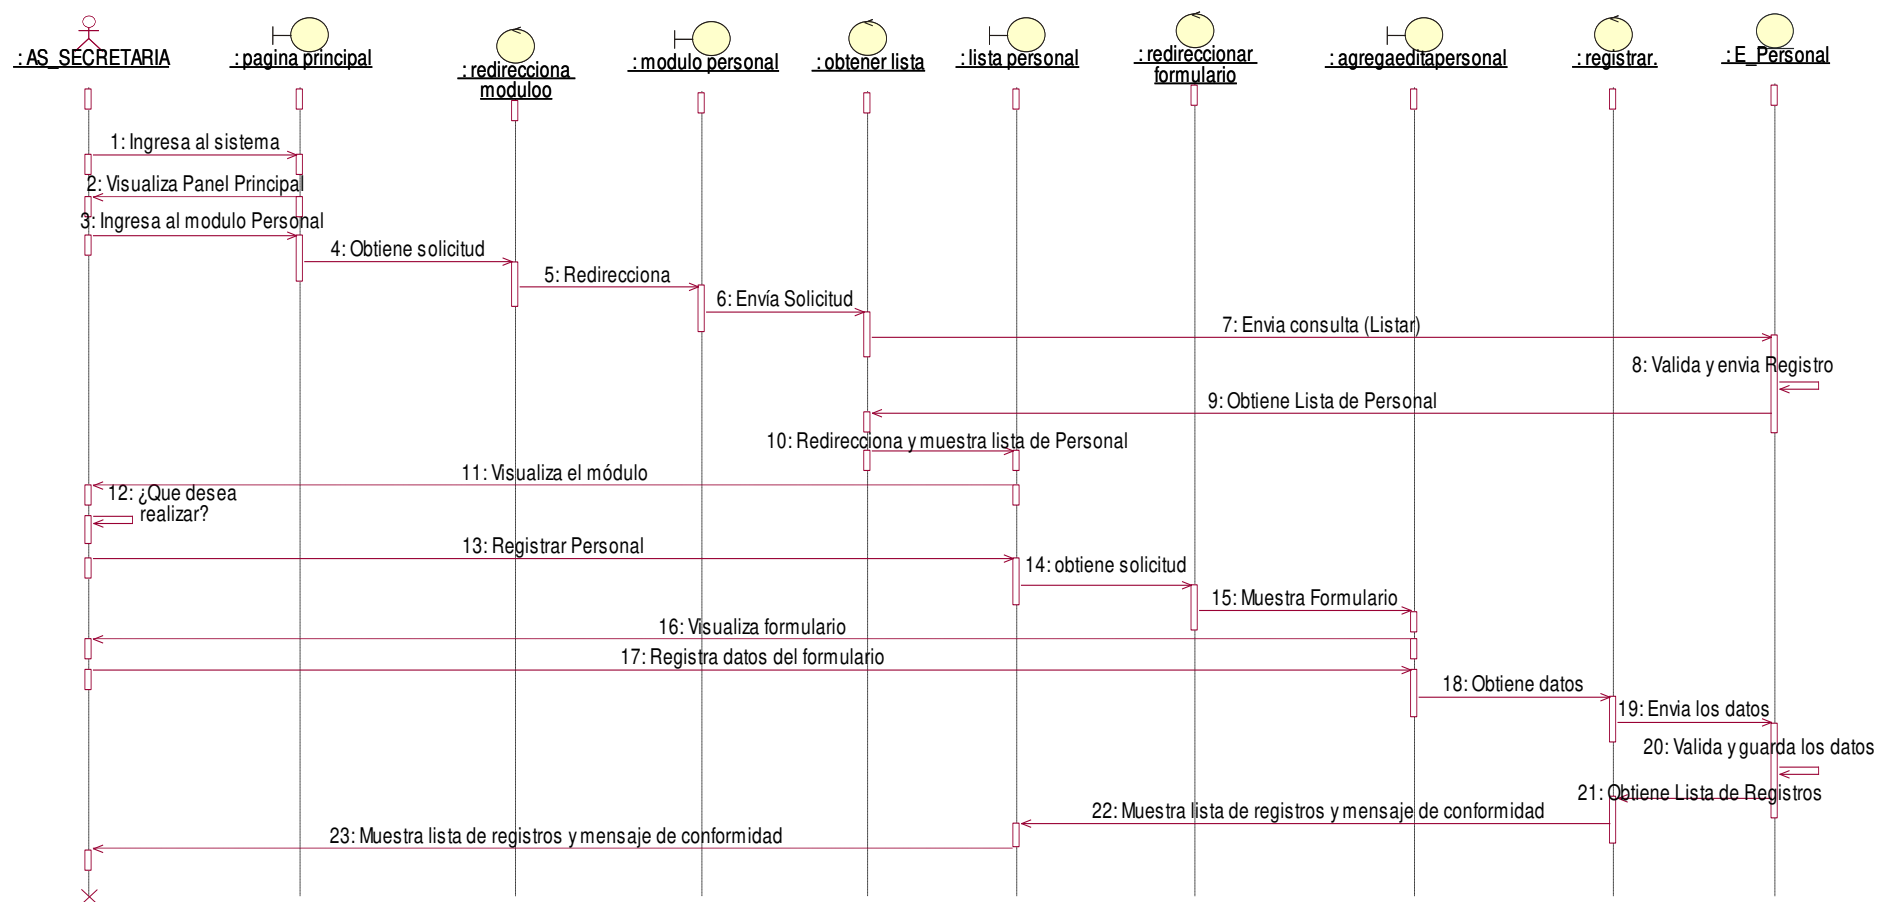 : AS_SECRETARIA
: pagina principal
: redirecciona
moduloo
: modulo personal
: obtener lista
: lista personal
: redireccionar
formulario
: agregaeditapersonal
: registrar.
: E_Personal
1: Ingresa al sistema
2: Visualiza Panel Principal
3: Ingresa al modulo Personal
4: Obtiene solicitud
5: Redirecciona
6: Envía Solicitud
7: Envia consulta (Listar)
8: Valida y envia Registro
9: Obtiene Lista de Personal
10: Redirecciona y muestra lista de Personal
11: Visualiza el módulo
12: ¿Que desea
realizar?
13: Registrar Personal
14: obtiene solicitud
15: Muestra Formulario
16: Visualiza formulario
17: Registra datos del formulario
18: Obtiene datos
19: Envia los datos
20: Valida y guarda los datos
21: Obtiene Lista de Registros
22: Muestra lista de registros y mensaje de conformidad
23: Muestra lista de registros y mensaje de conformidad